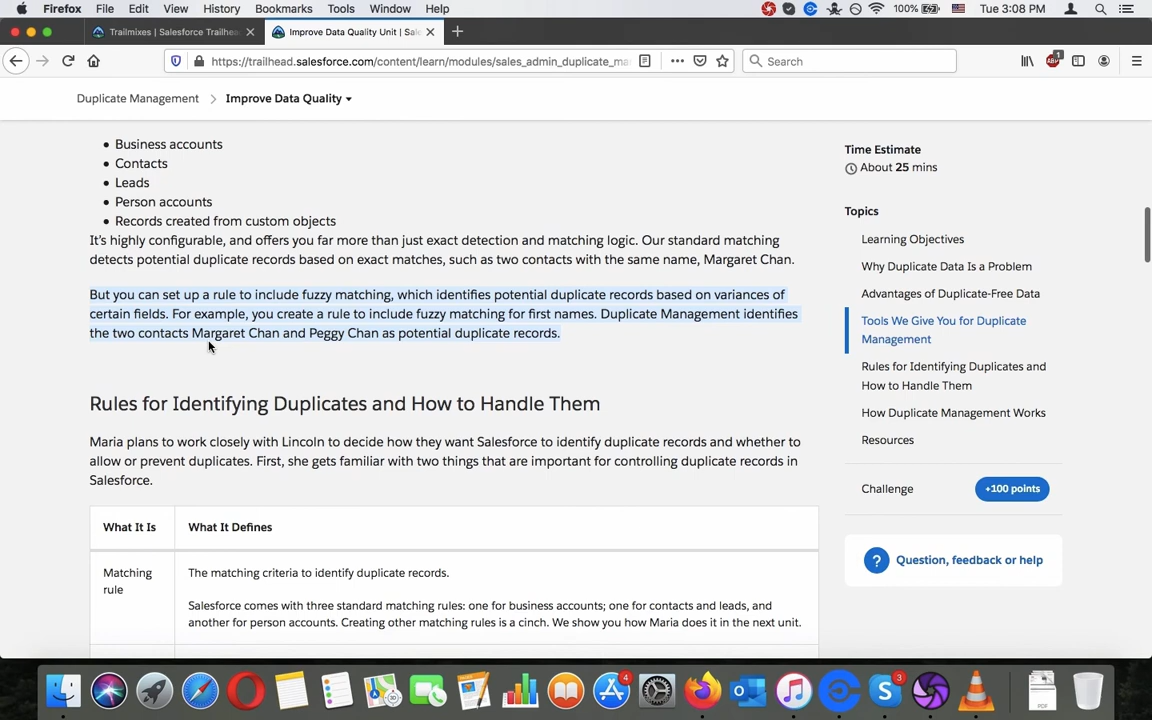 Firefox File Edit View History Bookmarks Tools Window Help 100% Tue 3:08 PM
Trailmixes | Salesforce Trailhea
Improve Data Quality Unit | Sal
https://trailhead.salesforce.com/content/learn/modules/sales_admin_duplicate_ma
Search
1
Duplicate Management
Improve Data Quality
Business accounts
Contacts
Leads
Person accounts
Records created from custom objects
It's highly configurable, and offers you far more than just exact detection and matching logic. Our standard matching
detects potential duplicate records based on exact matches, such as two contacts with the same name, Margaret Chan.
But you can set up a rule to include fuzzy matching, which identifies potential duplicate records based on variances of
certain fields. For example, you create a rule to include fuzzy matching for first names. Duplicate Management identifies
the two contacts Margaret Chan and Peggy Chan as potential duplicate records.
Rules for Identifying Duplicates and How to Handle Them
Maria plans to work closely with Lincoln to decide how they want Salesforce to identify duplicate records and whether to
allow or prevent duplicates. First, she gets familiar with two things that are important for controlling duplicate records in
Salesforce.
What It Is
What It Defines
Matching
rule
The matching criteria to identify duplicate records.
Salesforce comes with three standard matching rules: one for business accounts; one for contacts and leads, and
another for person accounts. Creating other matching rules is a cinch. We show you how Maria does it in the next unit.
Time Estimate
About 25 mins
Topics
Learning Objectives
Why Duplicate Data Is a Problem
Advantages of Duplicate-Free Data
Tools We Give You for Duplicate
Management
Rules for Identifying Duplicates and
How to Handle Them
How Duplicate Management Works
Resources
Challenge
+100 points
? Question, feedback or help
4
3
PDF